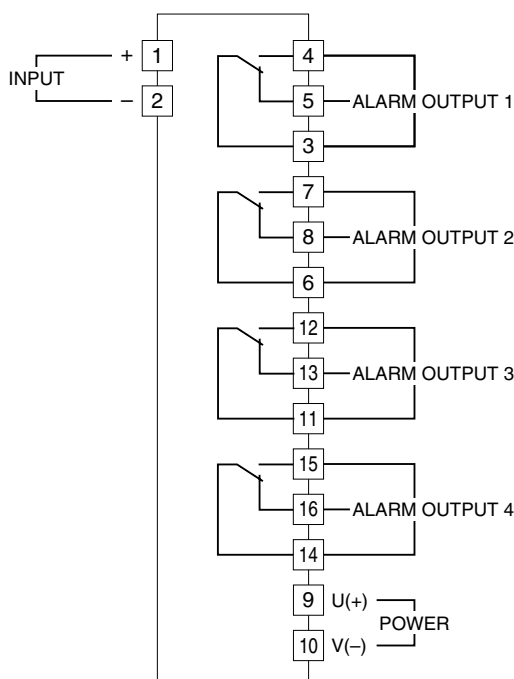 + 1
INPUT
− 2
4
5 ALARM OUTPUT 1
3
7
8 ALARM OUTPUT 2
6
12
13 ALARM OUTPUT 3
11
15
16 ALARM OUTPUT 4
14
9 U(+)
POWER
10 V(−)